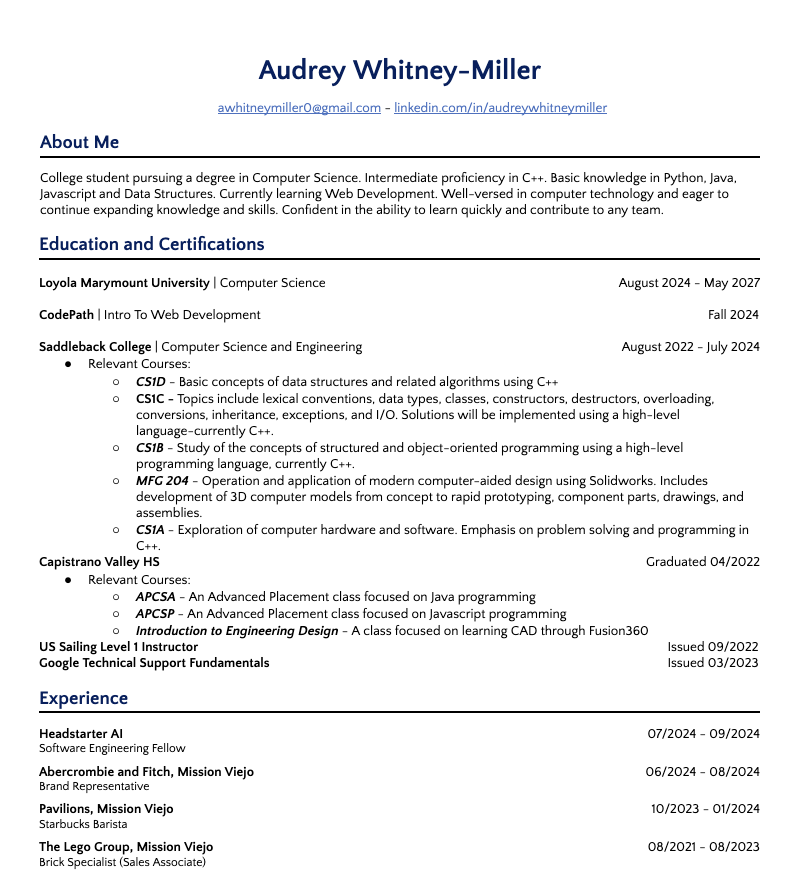 Audrey Whitney-Miller
awhitneymiller0@gmail.com - linkedin.com/in/audreywhitneymiller
About Me
College student pursuing a degree in Computer Science. Intermediate proficiency in C++. Basic knowledge in Python, Java,
Javascript and Data Structures. Currently learning Web Development. Well-versed in computer technology and eager to
continue expanding knowledge and skills. Confident in the ability to learn quickly and contribute to any team.
Education and Certifications
Loyola Marymount University | Computer Science August 2024 - May 2027
CodePath | Intro To Web Development Fall 2024
Saddleback College | Computer Science and Engineering August 2022 - July 2024
● Relevant Courses:
○ CS1D - Basic concepts of data structures and related algorithms using C++
○ CS1C - Topics include lexical conventions, data types, classes, constructors, destructors, overloading,
conversions, inheritance, exceptions, and I/O. Solutions will be implemented using a high-level
language-currently C++.
○ CS1B - Study of the concepts of structured and object-oriented programming using a high-level
programming language, currently C++.
○ MFG 204 - Operation and application of modern computer-aided design using Solidworks. Includes
development of 3D computer models from concept to rapid prototyping, component parts, drawings, and
assemblies.
○ CS1A - Exploration of computer hardware and software. Emphasis on problem solving and programming in
C++.
Capistrano Valley HS Graduated 04/2022
● Relevant Courses:
○ APCSA - An Advanced Placement class focused on Java programming
○ APCSP - An Advanced Placement class focused on Javascript programming
○ Introduction to Engineering Design - A class focused on learning CAD through Fusion360
US Sailing Level 1 Instructor Issued 09/2022
Google Technical Support Fundamentals Issued 03/2023
Experience
Headstarter AI 07/2024 - 09/2024
Software Engineering Fellow
Abercrombie and Fitch, Mission Viejo 06/2024 - 08/2024
Brand Representative
Pavilions, Mission Viejo 10/2023 - 01/2024
Starbucks Barista
The Lego Group, Mission Viejo 08/2021 - 08/2023
Brick Specialist (Sales Associate)